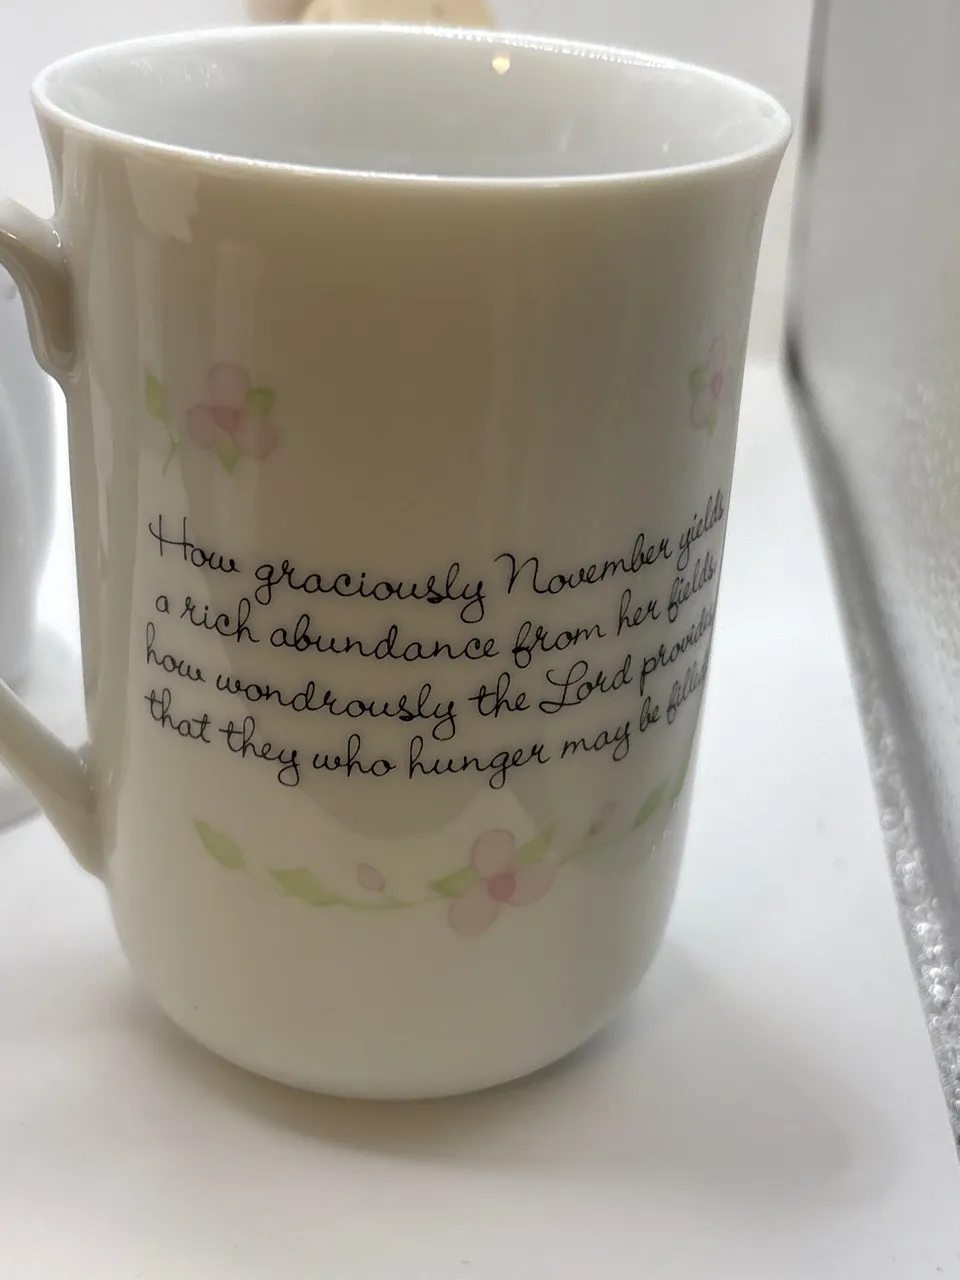 How graciously November yields
a rich abundance from her fields
how wondrously the Lord provides
that they who hunger may be filled